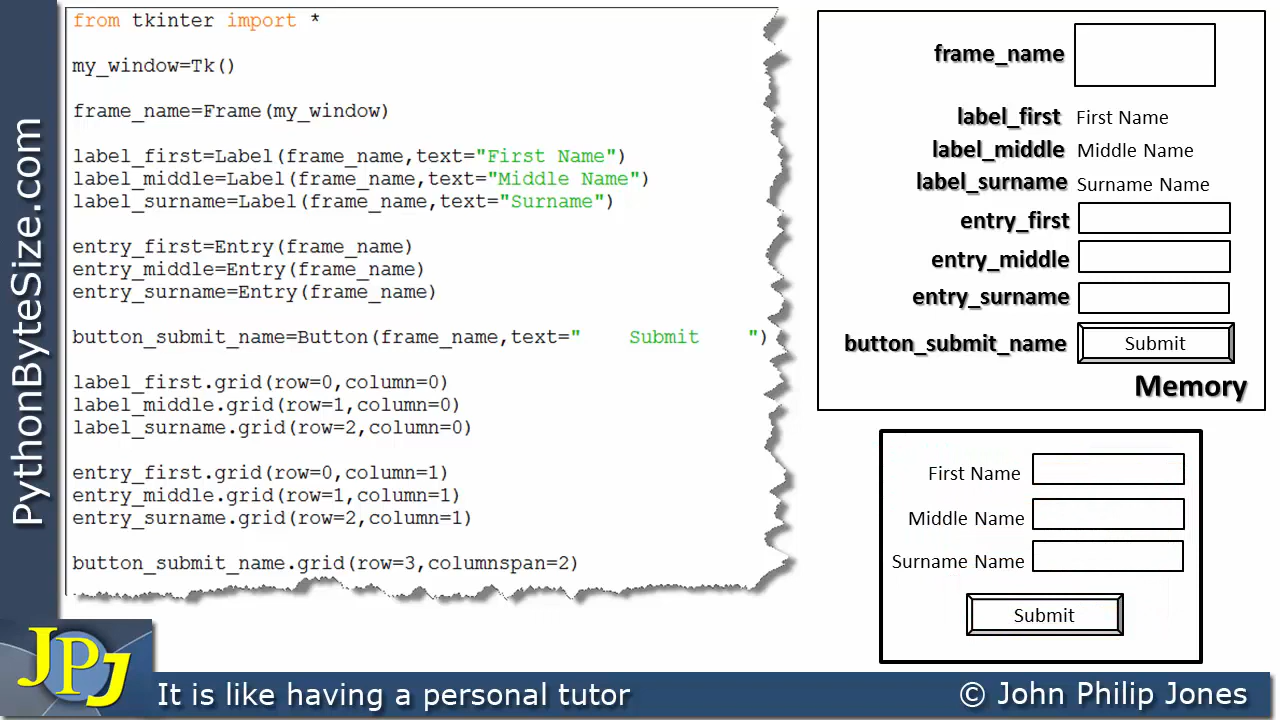 PythonByteSize.com
from tkinter import *
my_window=Tk()
frame_name=Frame(my_window)
label_first=Label(frame_name,text="First Name")
label_middle=Label(frame_name,text="Middle Name")
label_surname=Label(frame_name,text="Surname")
entry_first=Entry(frame_name)
entry_middle=Entry(frame_name)
entry_surname=Entry(frame_name)
button_submit_name=Button(frame_name,text="    Submit    ")
label_first.grid(row=0,column=0)
label_middle.grid(row=1,column=0)
label_surname.grid(row=2,column=0)
entry_first.grid(row=0,column=1)
entry_middle.grid(row=1,column=1)
entry_surname.grid(row=2,column=1)
button_submit_name.grid(row=3,columnspan=2)
frame_name
label_first First Name
label_middle Middle Name
label_surname Surname Name
entry_first
entry_middle
entry_surname
button_submit_name Submit
Memory
First Name
Middle Name
Surname Name
Submit
JPJ
It is like having a personal tutor
© John Philip Jones